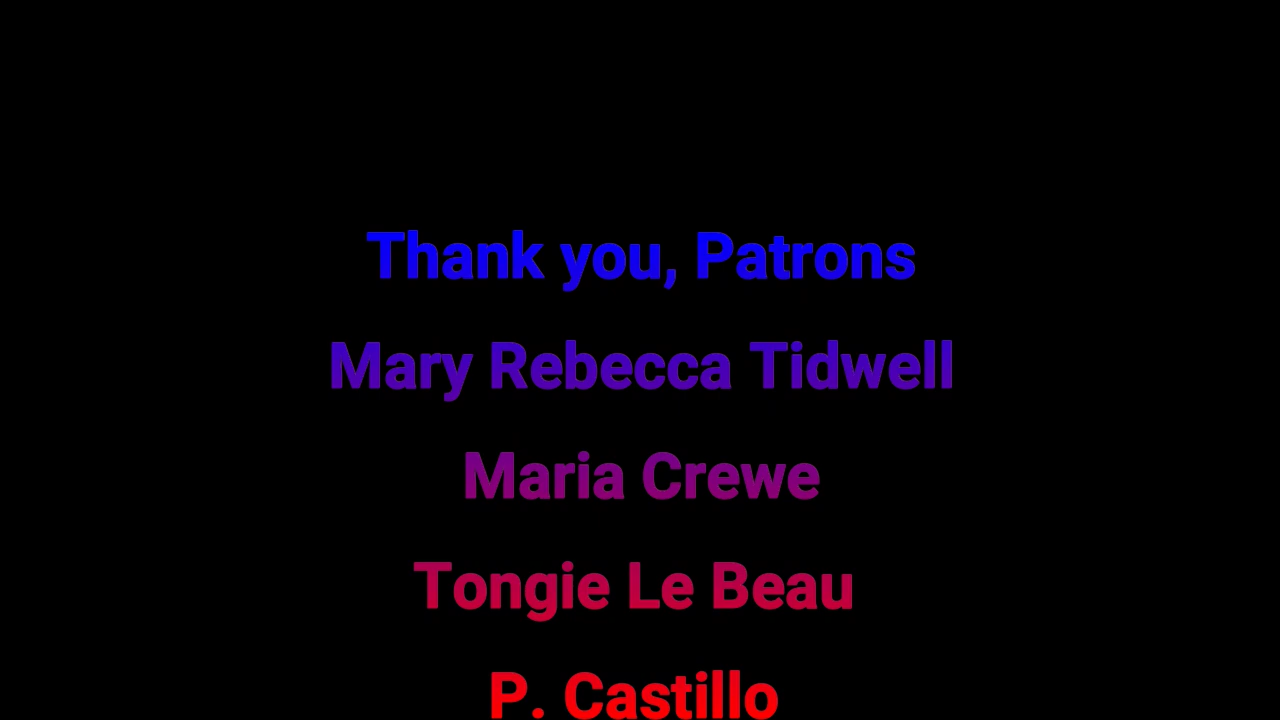 Thank you, Patrons
Mary Rebecca Tidwell
Maria Crewe
Tongie Le Beau
P. Castillo